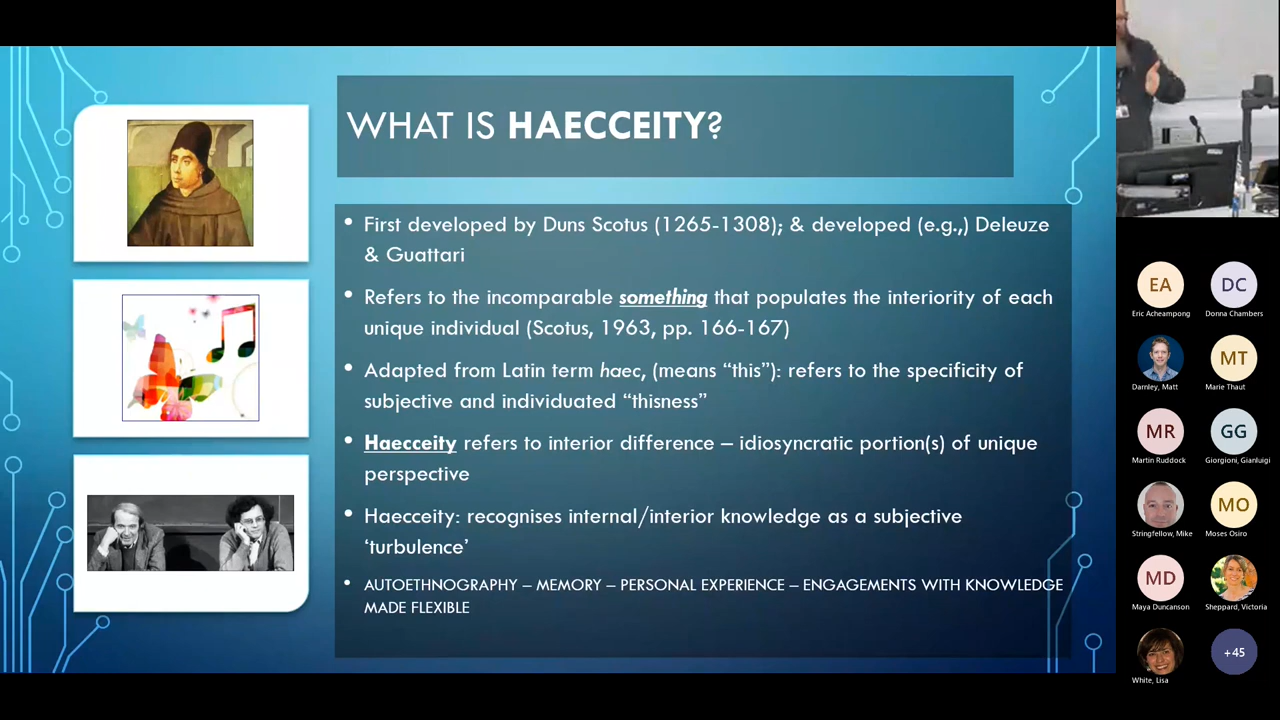 WHAT IS HAECCEITY?
• First developed by Duns Scotus (1265-1308); & developed (e.g.,) Deleuze
& Guattari
• Refers to the incomparable something that populates the interiority of each
unique individual (Scotus, 1963, pp. 166-167)
• Adapted from Latin term haec, (means “this”): refers to the specificity of
subjective and individuated “thisness”
• Haecceity refers to interior difference – idiosyncratic portion(s) of unique
perspective
• Haecceity: recognises internal/interior knowledge as a subjective
‘turbulence’
• AUTOETHNOGRAPHY – MEMORY – PERSONAL EXPERIENCE – ENGAGEMENTS WITH KNOWLEDGE
MADE FLEXIBLE
EA DC
Eric Acheampong Donna Chambers
MT
Darnley, Matt Marie Thaut
MR GG
Martin Ruddock Giorgioni, Gianluigi
MO
Stringfellow, Mike Moses Osiro
MD
Maya Duncanson Sheppard, Victoria
+45
White, Lisa